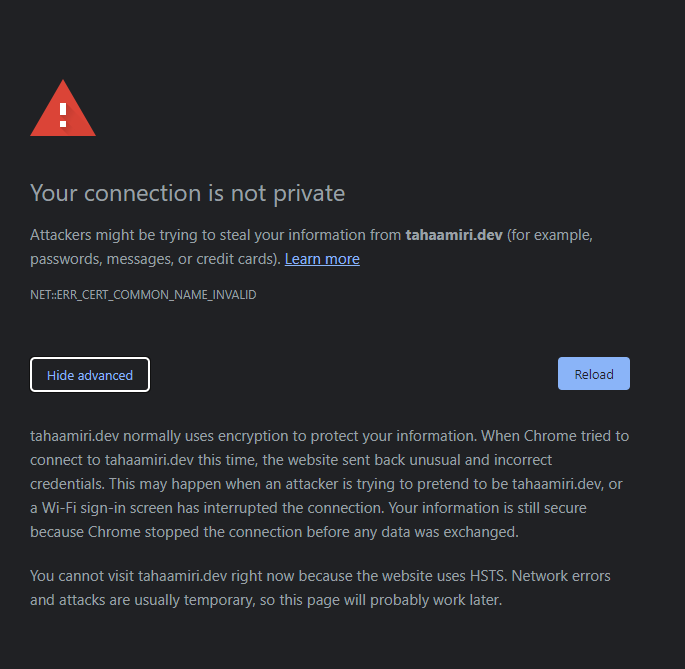 Your connection is not private
Attackers might be trying to steal your information from tahaamiri.dev (for example,
passwords, messages, or credit cards). Learn more
NET::ERR_CERT_COMMON_NAME_INVALID
Hide advanced
Reload
tahaamiri.dev normally uses encryption to protect your information. When Chrome tried to
connect to tahaamiri.dev this time, the website sent back unusual and incorrect
credentials. This may happen when an attacker is trying to pretend to be tahaamiri.dev, or
a Wi-Fi sign-in screen has interrupted the connection. Your information is still secure
because Chrome stopped the connection before any data was exchanged.
You cannot visit tahaamiri.dev right now because the website uses HSTS. Network errors
and attacks are usually temporary, so this page will probably work later.